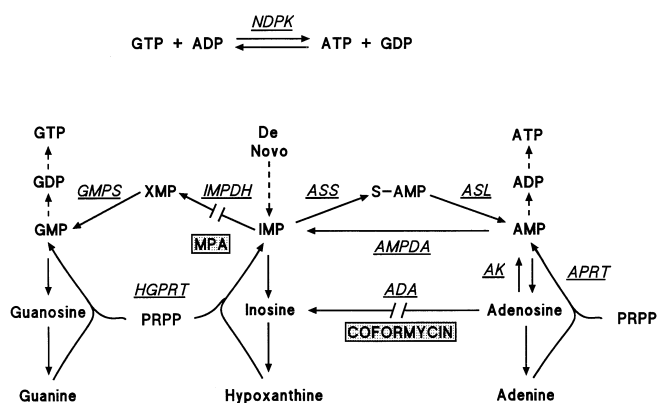 NDPK
GTP + ADP ATP + GDP
GTP De Novo ATP
GDP GMPS XMP IMPDH ASS S-AMP ASL ADP
GMP MPA IMP AMPDA AMP
HGPRT ADA AK APRT
Guanosine PRPP Inosine Adenosine PRPP
COFORMYCIN
Guanine Hypoxanthine Adenine